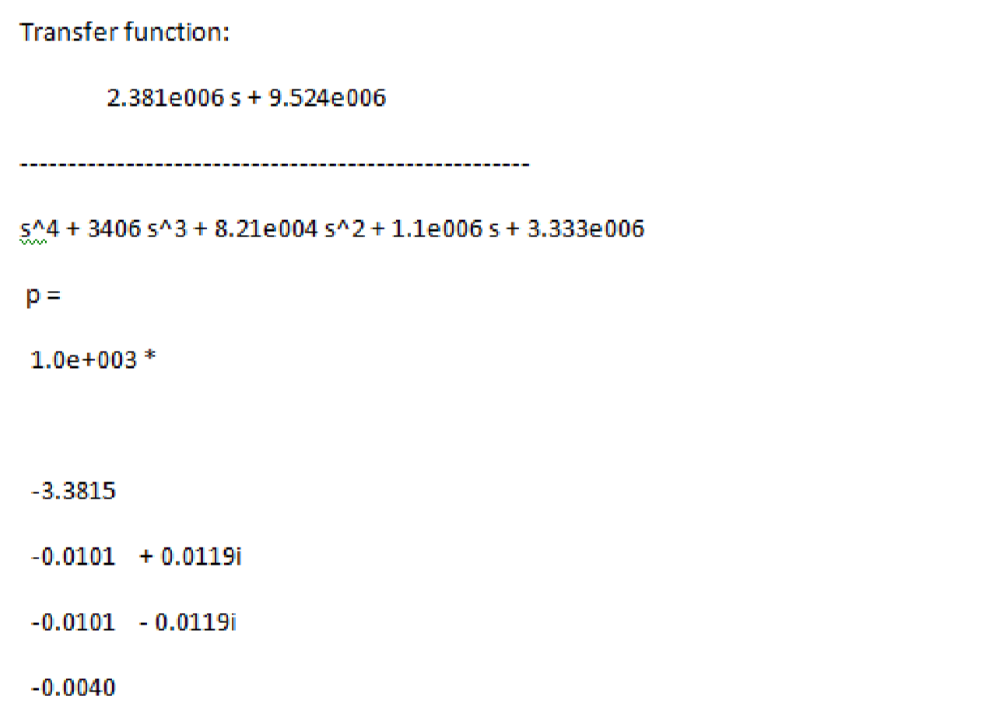 Transfer function:
2.381e006 s + 9.524e006
----------------------------------------------------
s^4 + 3406 s^3 + 8.21e004 s^2 + 1.1e006 s + 3.333e006
p =
1.0e+003 *
-3.3815
-0.0101 + 0.0119i
-0.0101 - 0.0119i
-0.0040